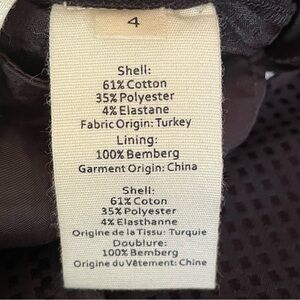 4
Shell:
61% Cotton
35% Polyester
4% Elastane
Fabric Origin: Turkey
Lining:
100% Bemberg
Garment Origin: China
Shell:
61% Coton
35% Polyester
4% Elasthanne
Origine de la Tissu: Turquie
Doublure:
100% Bemberg
Origine du Vêtement: Chine